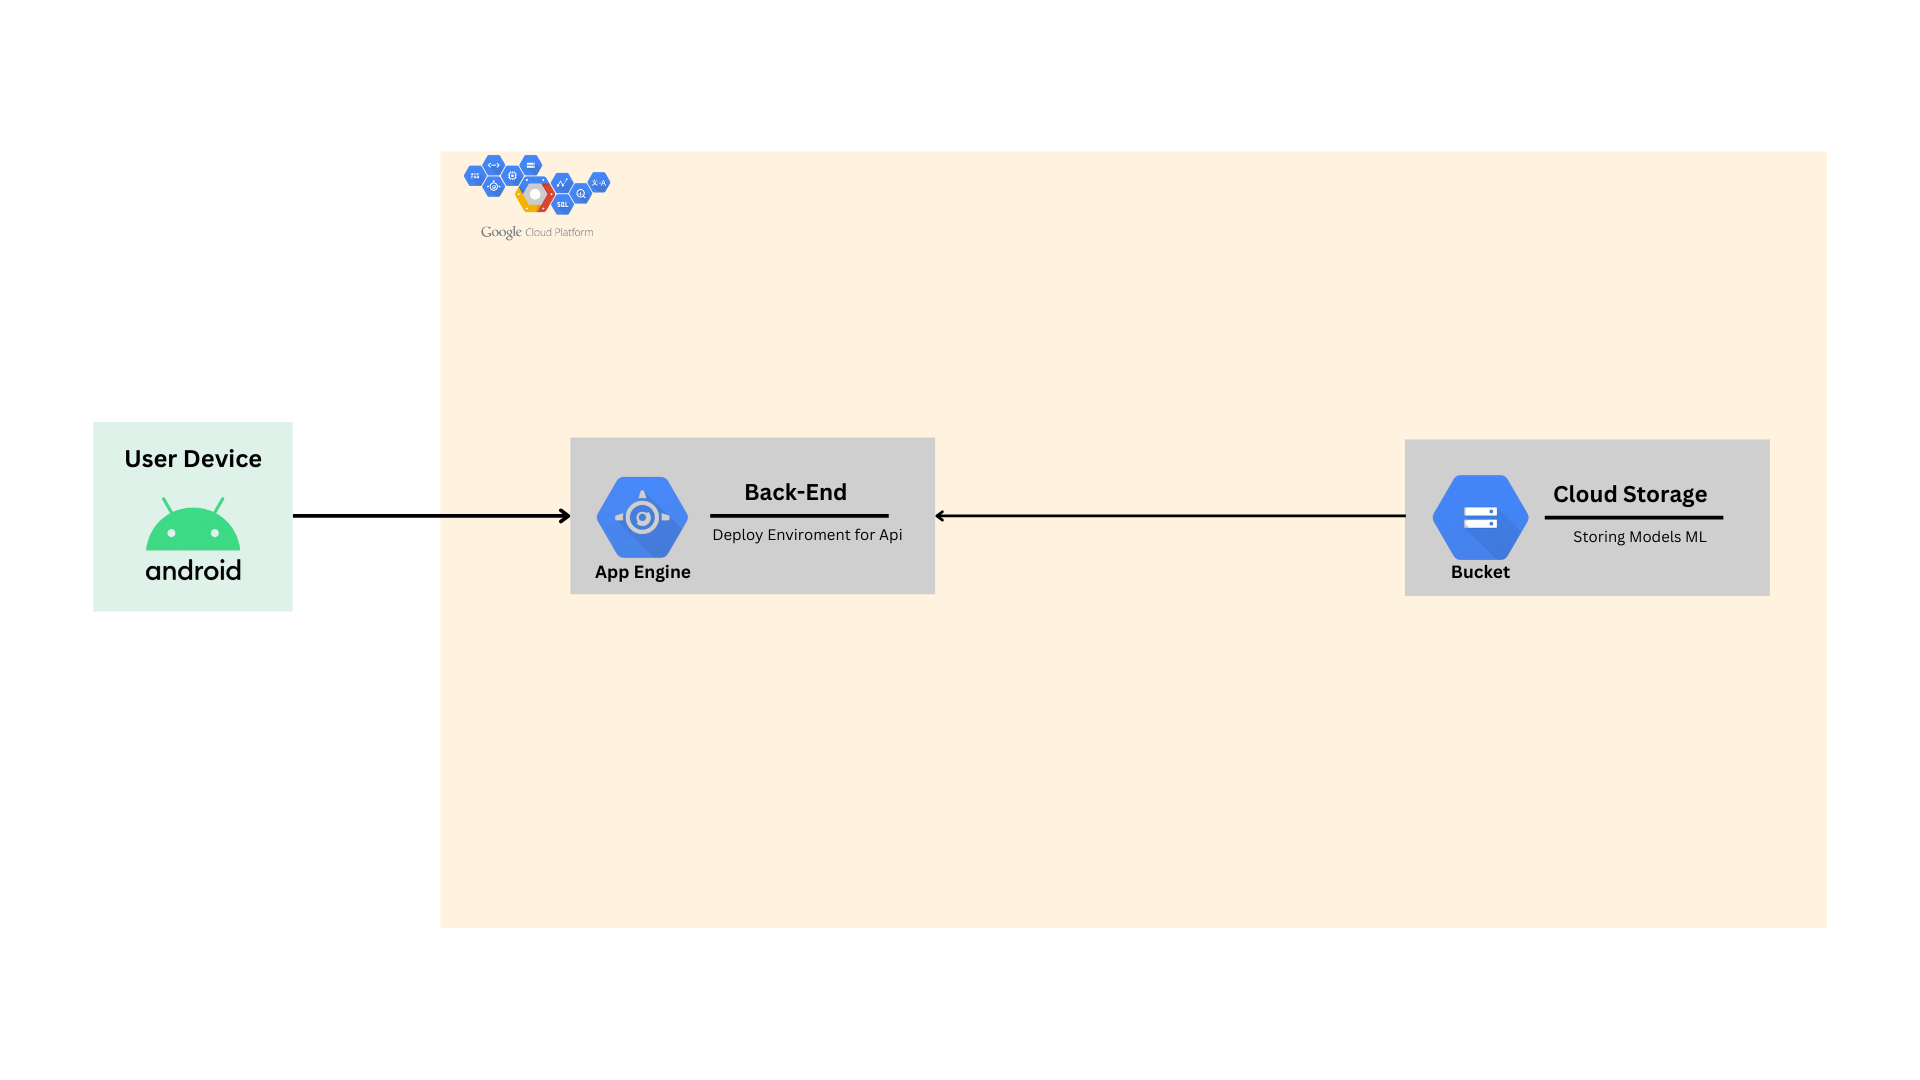 Google Cloud Platform
SQL
User Device
android
Back-End
Deploy Enviroment for Api
App Engine
Cloud Storage
Storing Models ML
Bucket